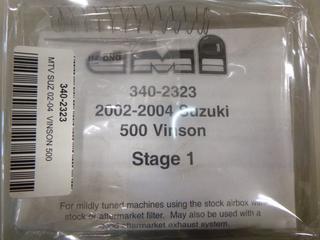 340-2323
MTV SUZ 02-04 VINSON 500
340-2323
2002-2004 Suzuki
500 Vinson
Stage 1
For mildly tuned machines using the stock airbox with
stock or aftermarket filter. May also be used with a
good aftermarket exhaust system.